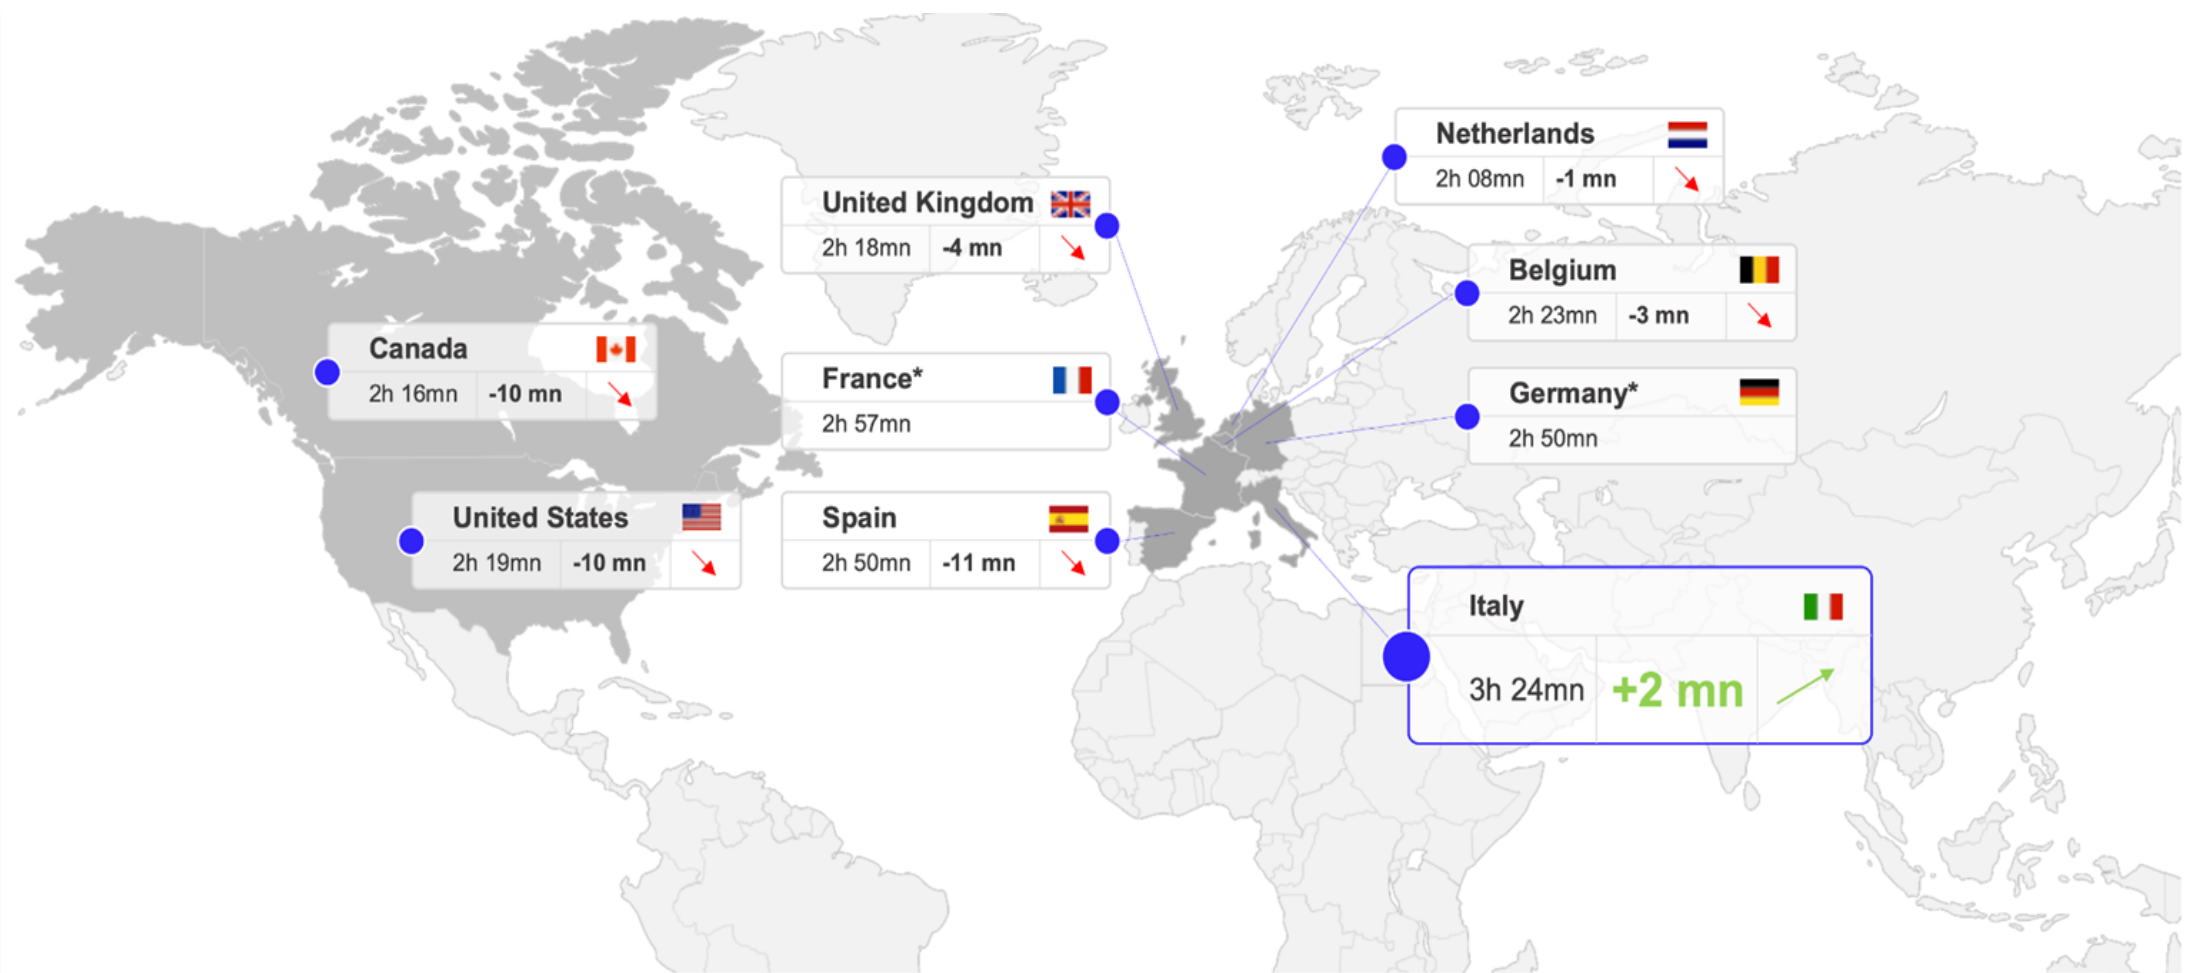 Netherlands
2h 08mn -1 mn
United Kingdom
2h 18mn -4 mn
Belgium
2h 23mn -3 mn
Canada
2h 16mn -10 mn
France*
2h 57mn
Germany*
2h 50mn
United States
2h 19mn -10 mn
Spain
2h 50mn -11 mn
Italy
3h 24mn +2 mn